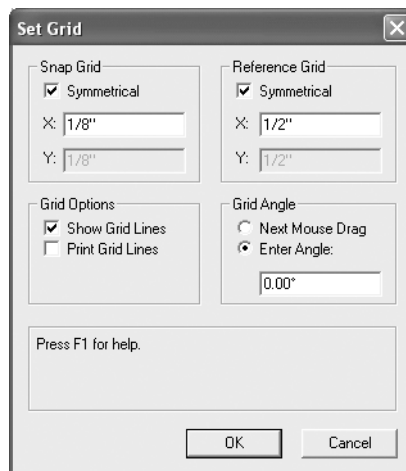 Set Grid
Snap Grid
Symmetrical
X: 1/8"
Y: 1/8"
Reference Grid
Symmetrical
X: 1/2"
Y: 1/2"
Grid Options
Show Grid Lines
Print Grid Lines
Grid Angle
Next Mouse Drag
Enter Angle:
0.00°
Press F1 for help.
OK
Cancel